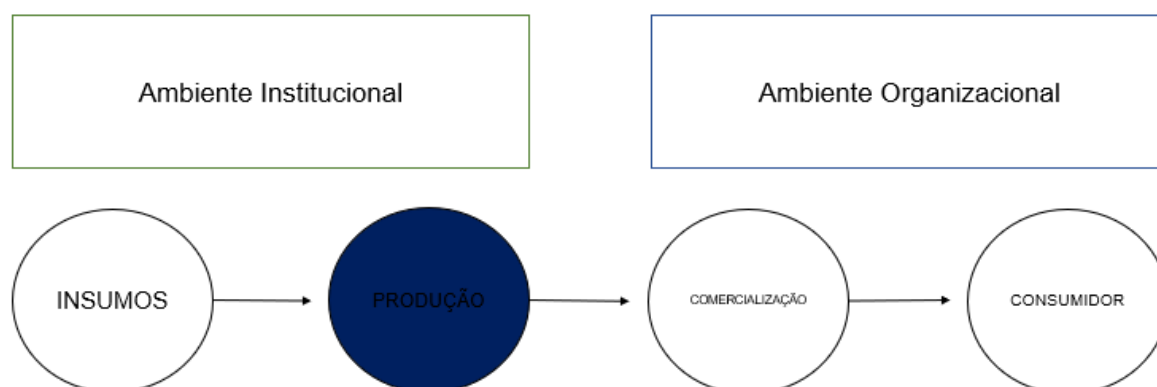 Ambiente Institucional
Ambiente Organizacional
INSUMOS
PRODUÇÃO
COMERCIALIZAÇÃO
CONSUMIDOR